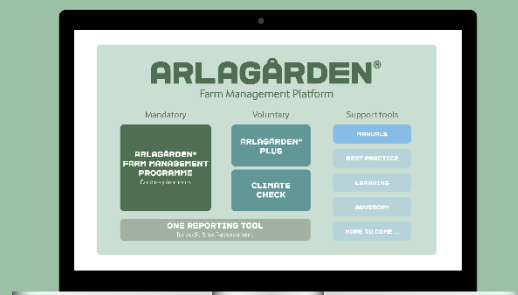 ARLAGÅRDEN®
Farm Management Platform
Mandatory
Voluntary
Support tools
ARLAGÅRDEN®
FARM MANAGEMENT
PROGRAMME
ARLAGÅRDEN®
PLUS
CLIMATE
CHECK
MANUALS
BEST PRACTICE
LEARNING
ADVISORY
MORE TO COME ...
ONE REPORTING TOOL